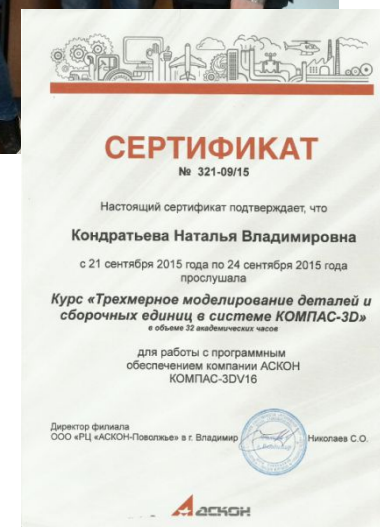 СЕРТИФИКАТ
№ 321-09/15
Настоящий сертификат подтверждает, что
Кондратьева Наталья Владимировна
с 21 сентября 2015 года по 24 сентября 2015 года
прослушала
Курс «Трехмерное моделирование деталей и
сборочных единиц в системе КОМПАС-3D»
в объеме 32 академических часов
для работы с программным
обеспечением компании АСКОН
КОМПАС-3DV16
Директор филиала
ООО «РЦ «АСКОН-Поволжье» в г. Владимир
Николаев С.О.
АСКОН